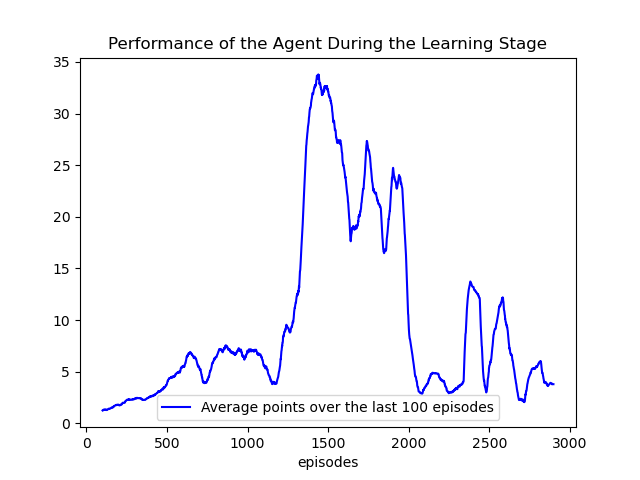 Performance of the Agent During the Learning Stage
35
30
25
20
15
10
5
0
Average points over the last 100 episodes
0 500 1000 1500 2000 2500 3000
episodes